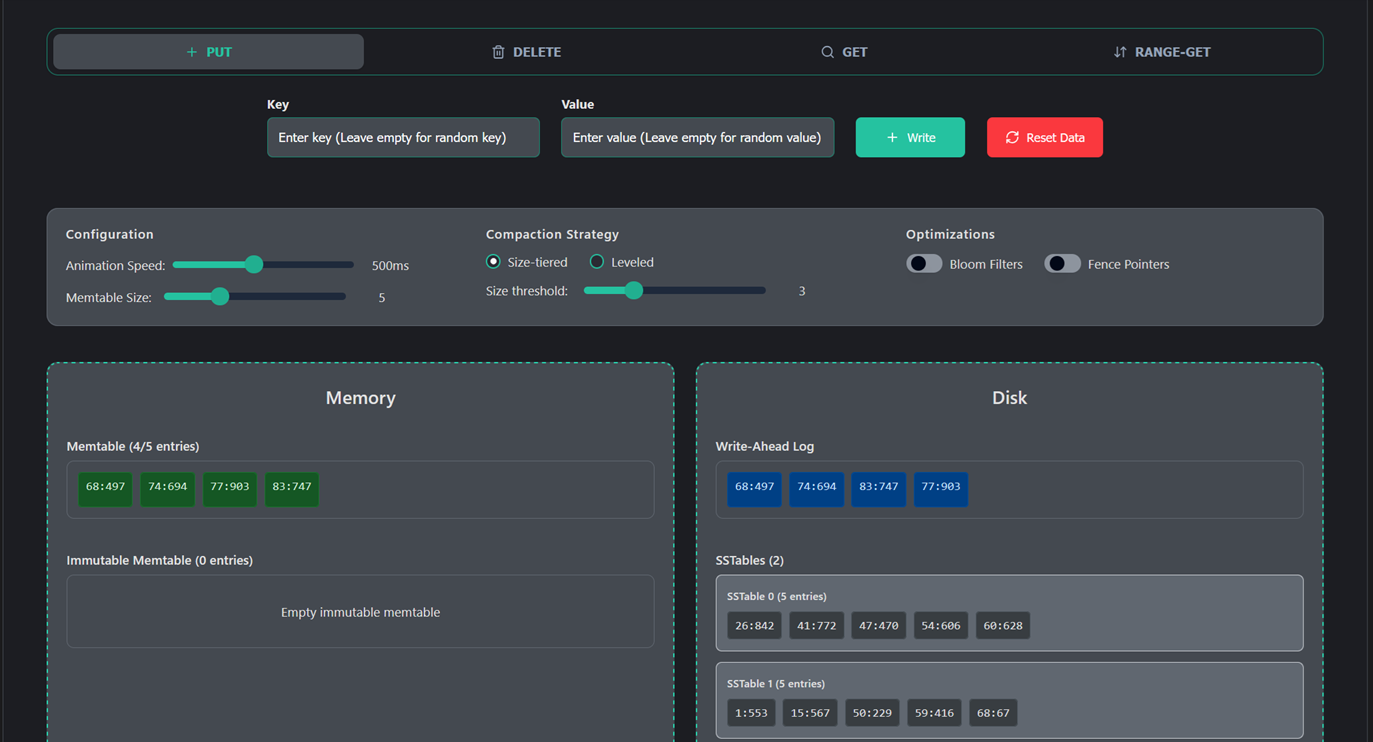 PUT DELETE GET RANGE-GET
Key Value
Enter key (Leave empty for random key) Enter value (Leave empty for random value) Write Reset Data
Configuration Compaction Strategy Optimizations
Animation Speed: 500ms Size-tiered Leveled Bloom Filters Fence Pointers
Memtable Size: 5 Size threshold: 3
Memory
Memtable (4/5 entries)
68:497 74:694 77:903 83:747
Immutable Memtable (0 entries)
Empty immutable memtable
Disk
Write-Ahead Log
68:497 74:694 83:747 77:903
SSTables (2)
SSTable 0 (5 entries)
26:842 41:772 47:470 54:606 60:628
SSTable 1 (5 entries)
1:553 15:567 50:229 59:416 68:67